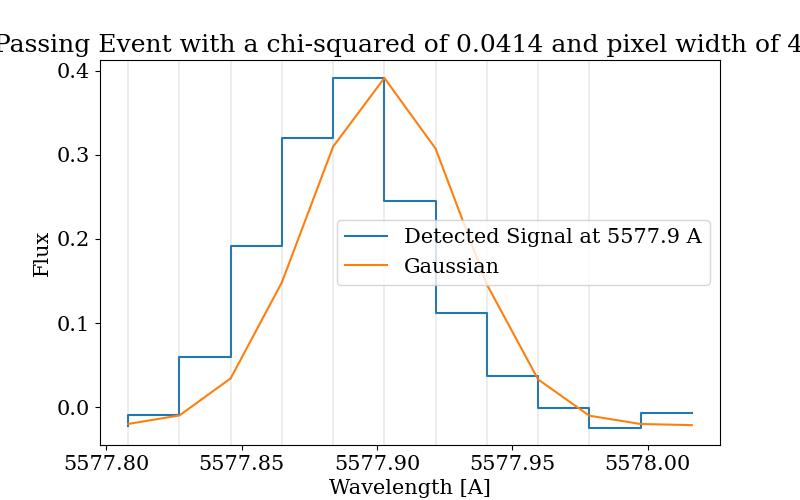 Passing Event with a chi-squared of 0.0414 and pixel width of 4
0.4
0.3
0.2
0.1
0.0
Flux
Detected Signal at 5577.9 A
Gaussian
5577.80 5577.85 5577.90 5577.95 5578.00
Wavelength [A]